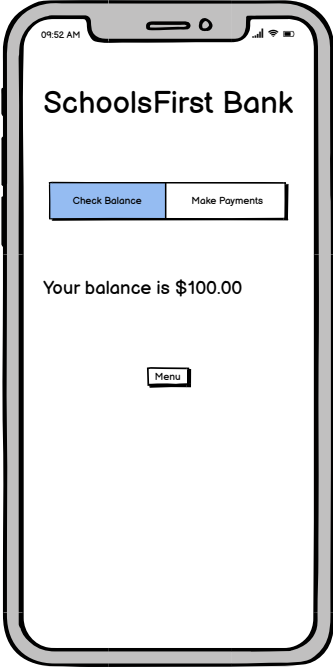 09:52 AM
SchoolsFirst Bank
Check Balance
Make Payments
Your balance is $100.00
Menu